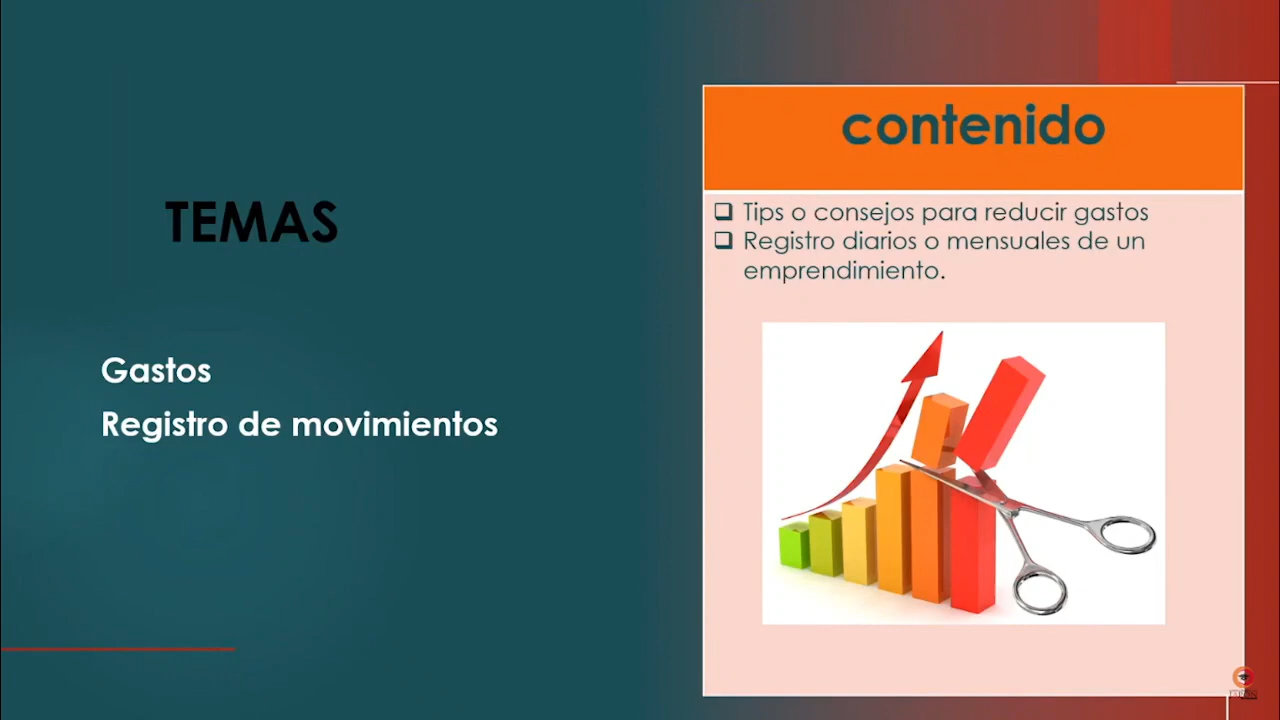 TEMAS
Gastos
Registro de movimientos
contenido
Tips o consejos para reducir gastos
Registro diarios o mensuales de un
emprendimiento.